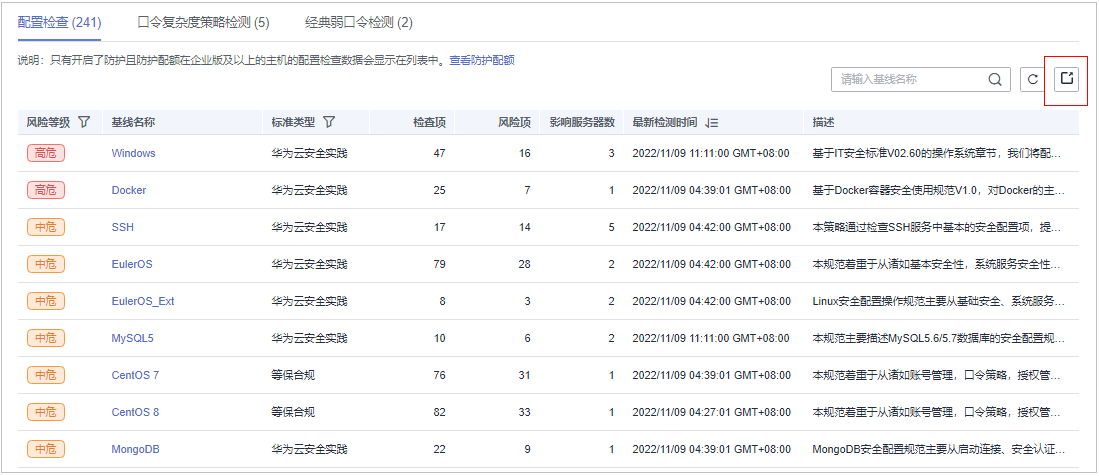 配置检查 (241) 口令复杂度策略检测 (5) 经典弱口令检测 (2)
说明：只有开启了防护且防护配额在企业版及以上的主机的配置检查数据会显示在列表中。查看防护配额
请输入基线名称
风险等级 基线名称 标准类型 检查项 风险项 影响服务器数 最新检测时间 描述
高危 Windows 华为云安全实践 47 16 3 2022/11/09 11:11:00 GMT+08:00 基于IT安全标准V02.60的操作系统章节，我们将配...
高危 Docker 华为云安全实践 25 7 1 2022/11/09 04:39:01 GMT+08:00 基于Docker容器安全使用规范V1.0，对Docker的主...
中危 SSH 华为云安全实践 17 14 5 2022/11/09 04:42:00 GMT+08:00 本策略通过检查SSH服务中基本的安全配置项，提...
中危 EulerOS 华为云安全实践 79 28 2 2022/11/09 04:42:00 GMT+08:00 本规范着重于从诸如基本安全性，系统服务安全性...
中危 EulerOS_Ext 华为云安全实践 8 3 2 2022/11/09 04:42:00 GMT+08:00 Linux安全配置操作规范主要从基础安全、系统服务...
中危 MySQL5 华为云安全实践 10 6 2 2022/11/09 11:11:00 GMT+08:00 本规范主要描述MySQL5.6/5.7数据库的安全配置规...
中危 CentOS 7 等保合规 76 31 1 2022/11/09 04:39:01 GMT+08:00 本规范着重于从诸如账号管理，口令策略，授权管...
中危 CentOS 8 等保合规 82 33 1 2022/11/09 04:27:01 GMT+08:00 本规范着重于从诸如账号管理，口令策略，授权管...
中危 MongoDB 华为云安全实践 22 9 1 2022/11/09 04:39:01 GMT+08:00 MongoDB安全配置规范主要从启动连接、安全认证...